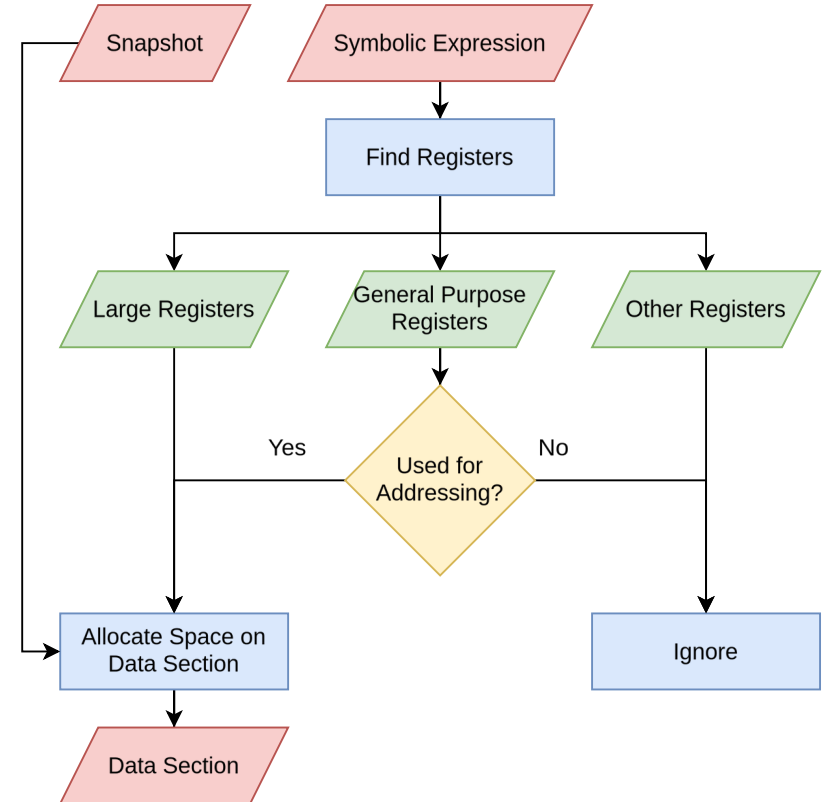 Snapshot
Symbolic Expression
Find Registers
Large Registers
General Purpose
Registers
Other Registers
Yes
Used for
Addressing?
No
Allocate Space on
Data Section
Ignore
Data Section